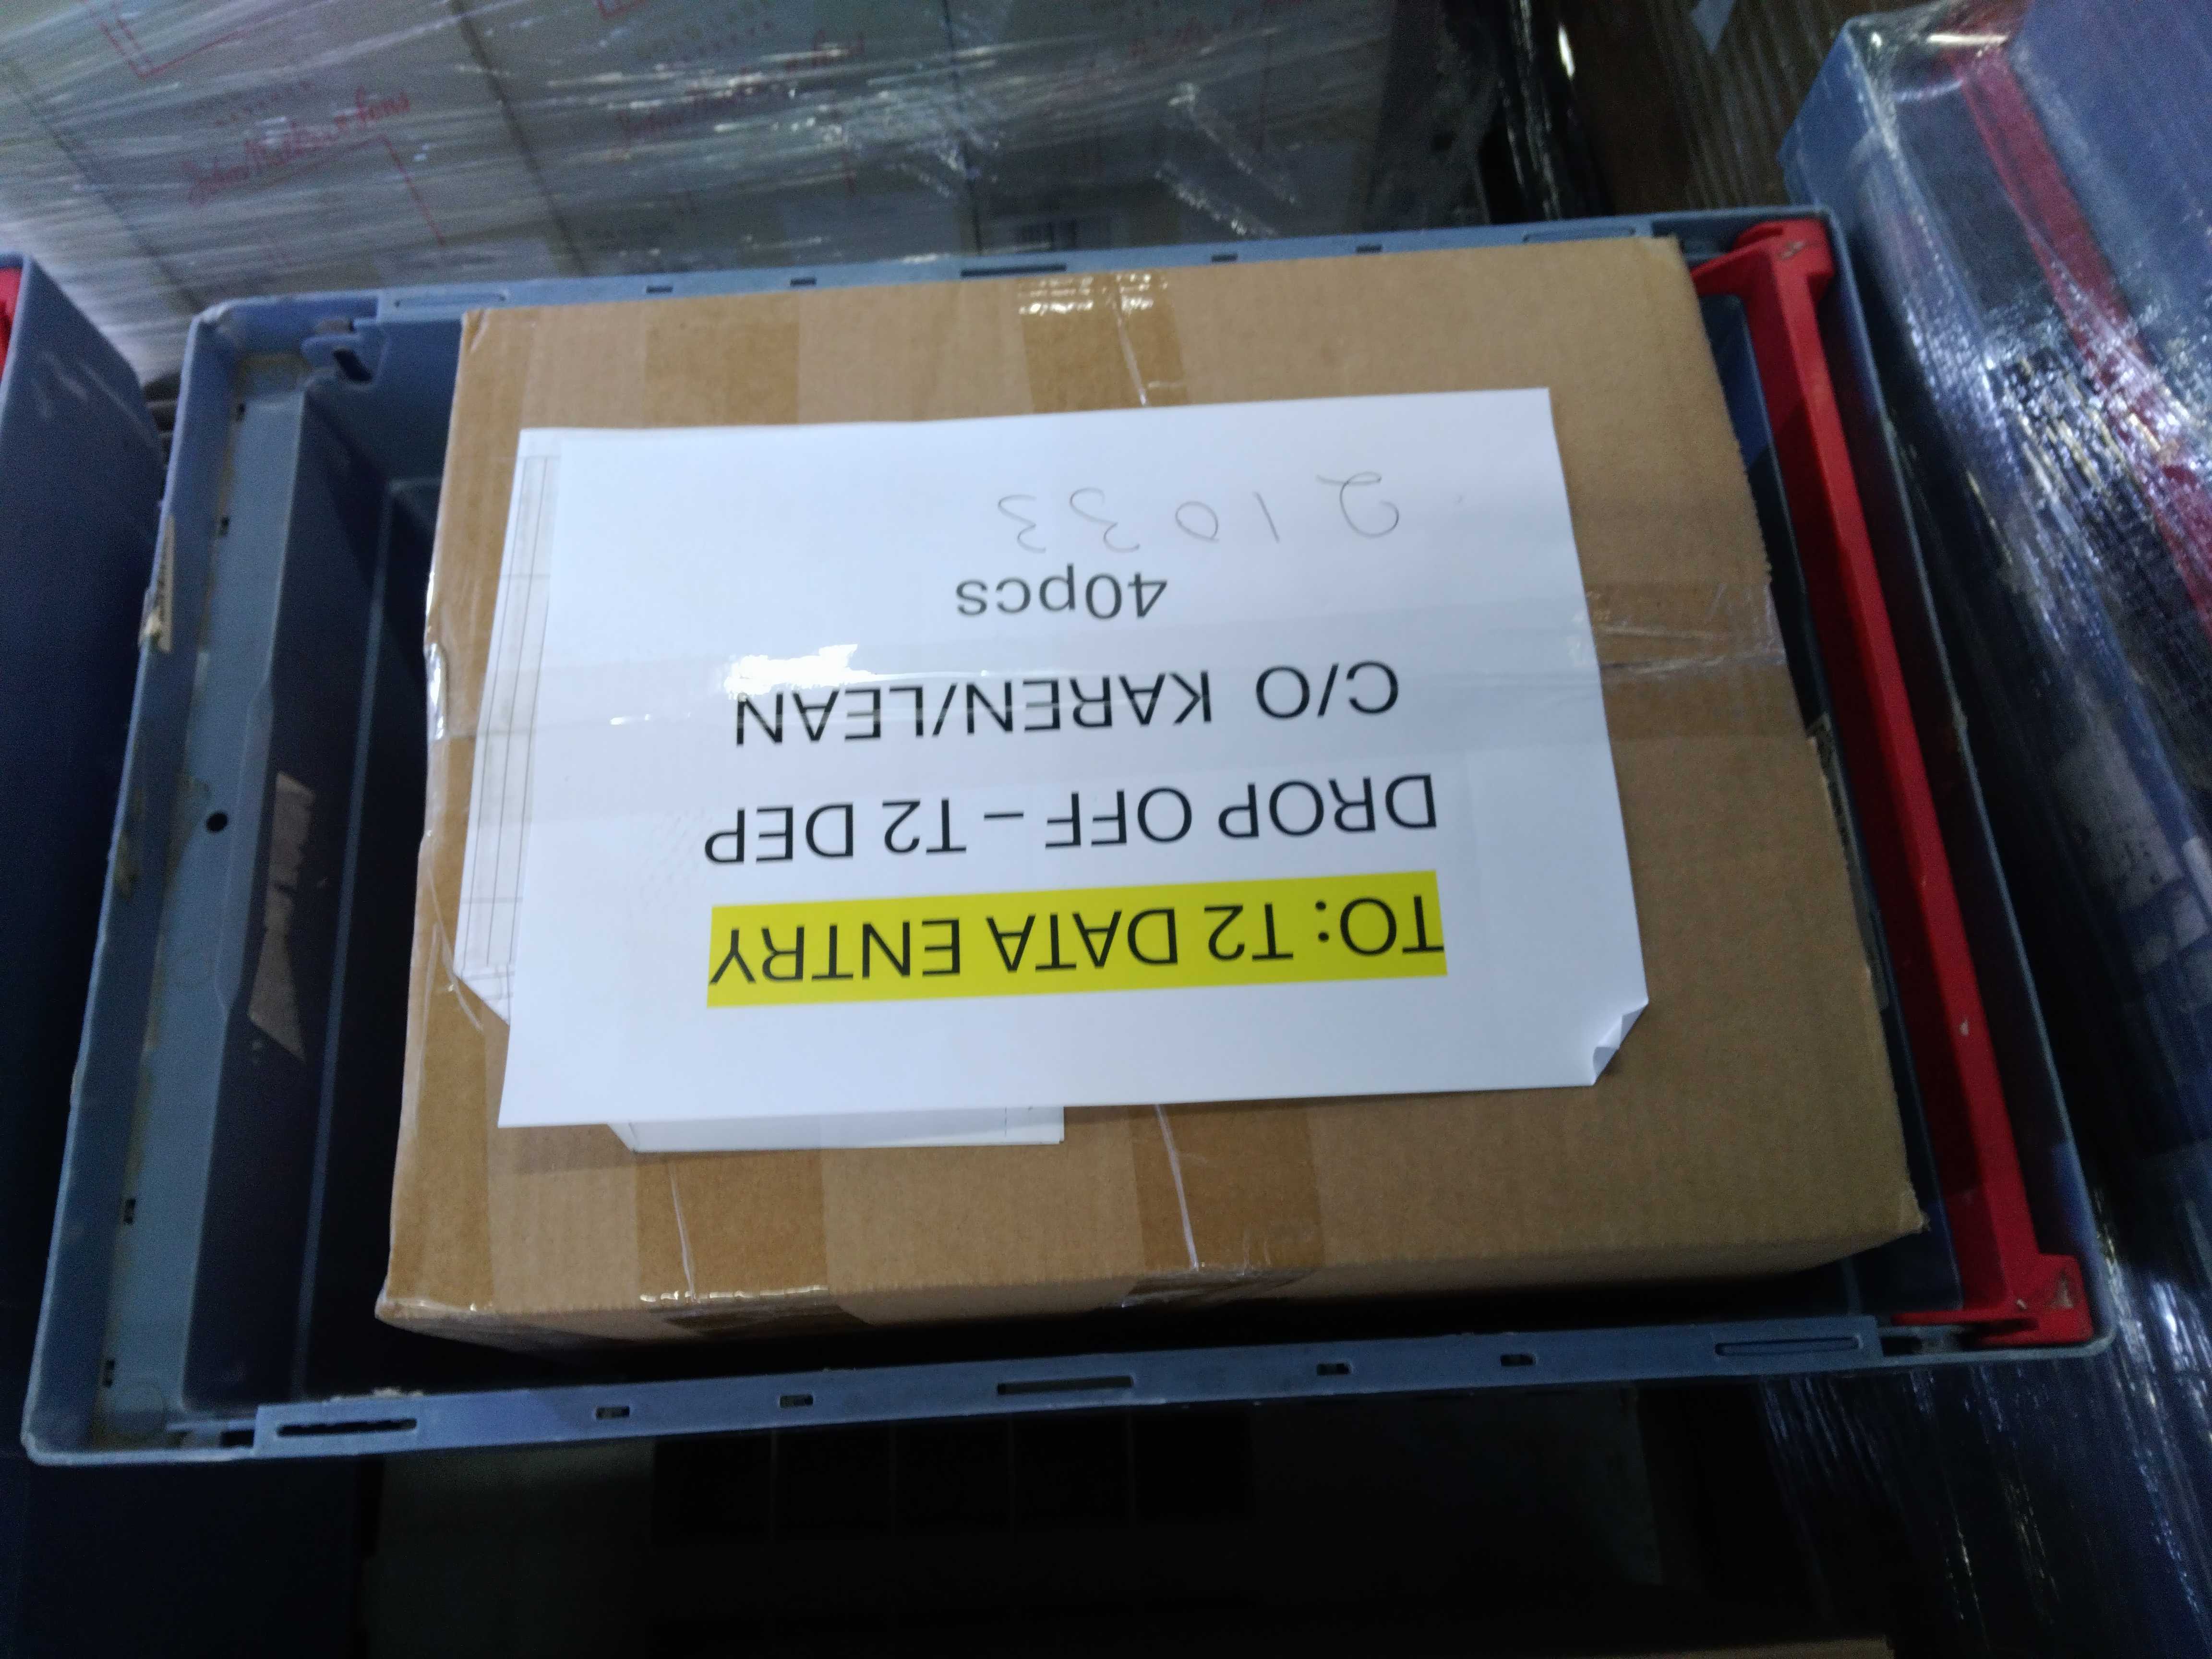 TO: T2 DATA ENTRY
DROP OFF – T2 DEP
C/O KAREN/LEAN
40pcs
21033